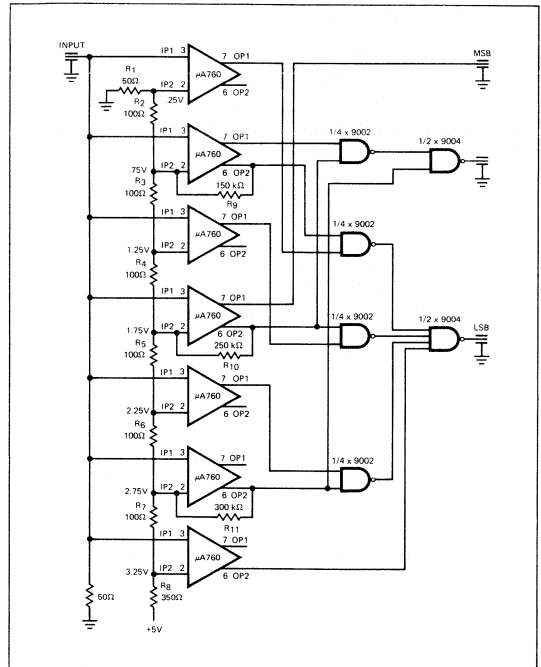 INPUT
MSB
R1
50Ω
IP1 3
7 OP1
μA760
IP2 2
.25V
6 OP2
R2
100Ω
IP1 3
7 OP1
1/4 x 9002
1/2 x 9004
μA760
.75V
IP2 2
6 OP2
R3
100Ω
150 kΩ
R9
1/4 x 9002
IP1 3
7 OP1
μA760
1.25V
IP2 2
6 OP2
R4
100Ω
IP1 3
7 OP1
1/4 x 9002
1/2 x 9004
μA760
LSB
1.75V
IP2 2
6 OP2
R5
100Ω
250 kΩ
R10
IP1 3
7 OP1
μA760
2.25V
IP2 2
6 OP2
R6
100Ω
1/4 x 9002
IP1 3
7 OP1
μA760
2.75V
IP2 2
6 OP2
R7
100Ω
300 kΩ
R11
IP1 3
7 OP1
μA760
3.25V
IP2 2
6 OP2
50Ω
R8
350Ω
+5V